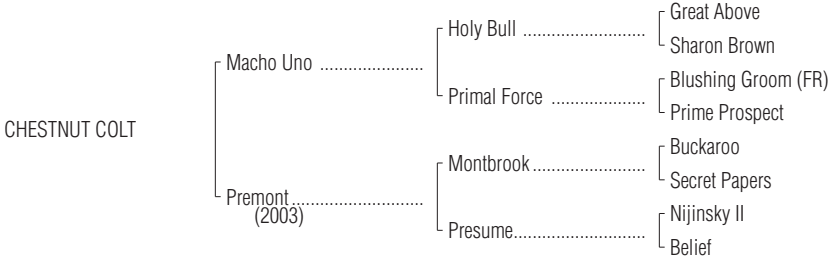 Great Above
Holy Bull ..........................
Sharon Brown
Macho Uno ......................
Blushing Groom (FR)
Primal Force ....................
Prime Prospect
CHESTNUT COLT
Buckaroo
Montbrook ........................
Secret Papers
Premont ............................
(2003)
Nijinsky II
Presume ............................
Belief